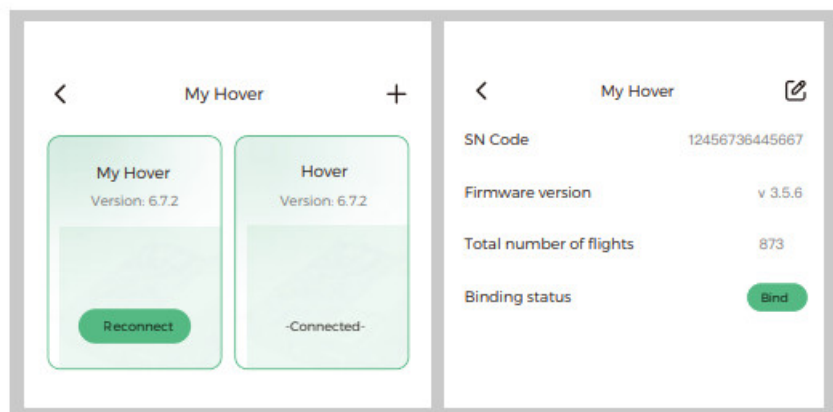 My Hover
My Hover
Version: 6.7.2
Reconnect
Hover
Version: 6.7.2
-Connected-
My Hover
SN Code 12456736445667
Firmware version v 3.5.6
Total number of flights 873
Binding status Bind